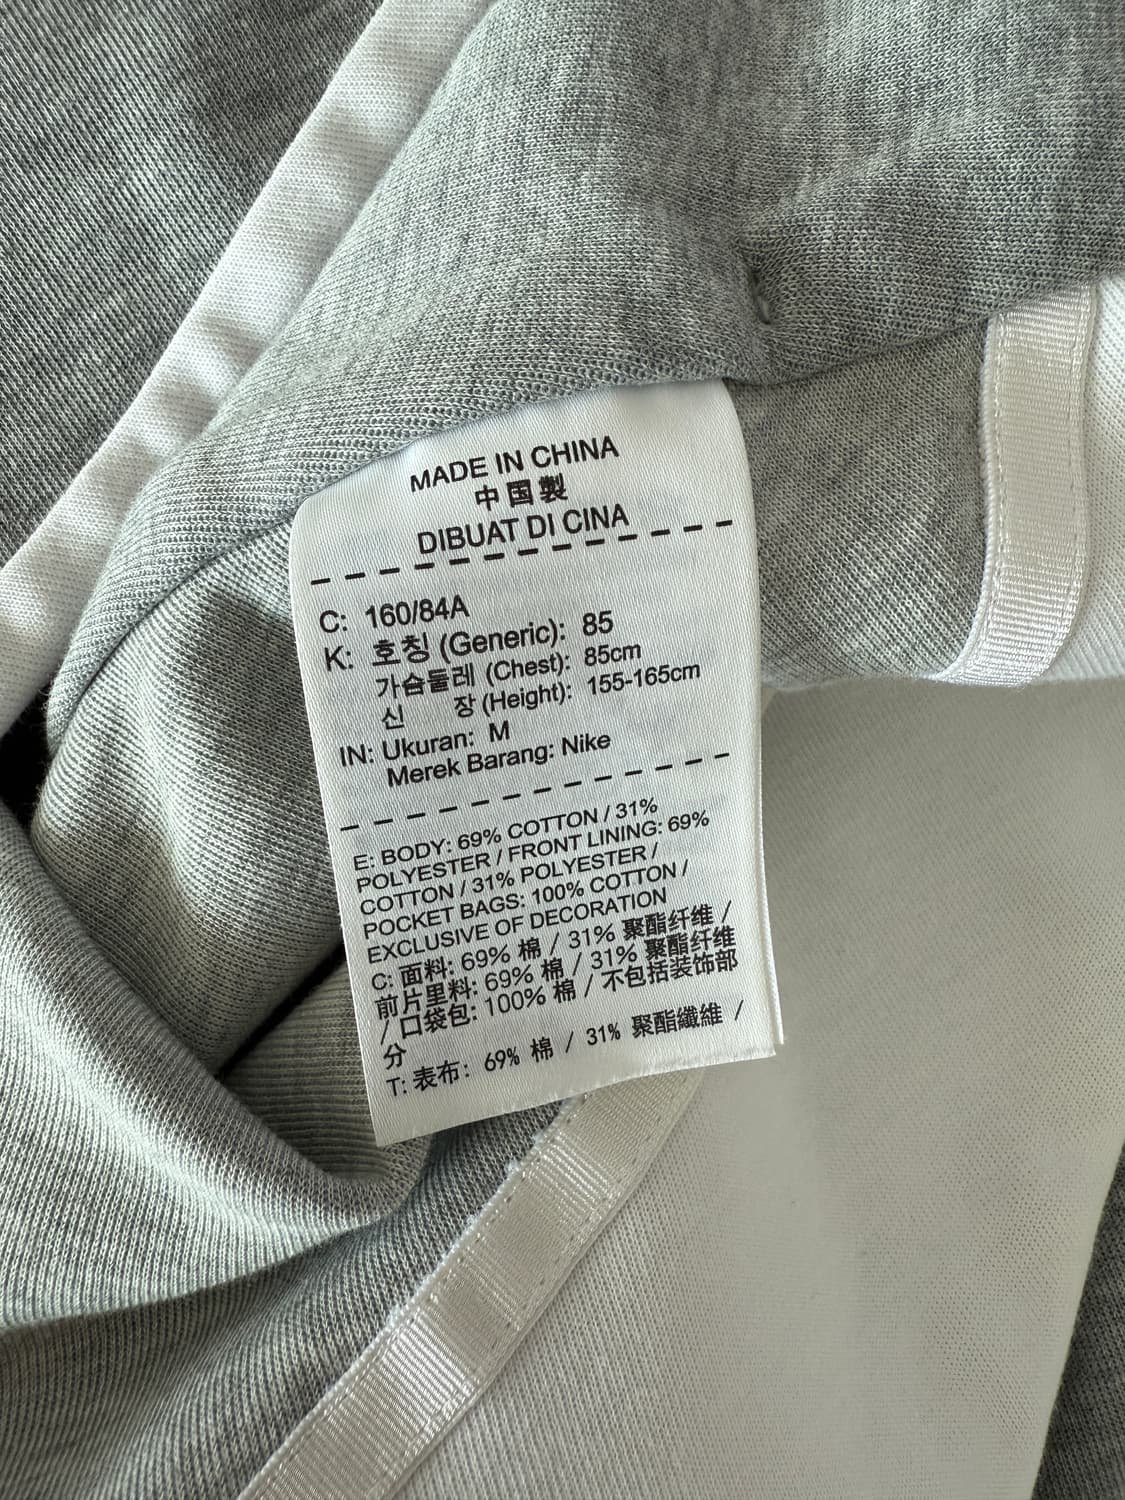 MADE IN CHINA
中国製
DIBUAT DI CINA
C: 160/84A
K: 호칭 (Generic): 85
가슴둘레 (Chest): 85cm
신 장 (Height): 155-165cm
IN: Ukuran: M
Merek Barang: Nike
E: BODY: 69% COTTON / 31%
POLYESTER / FRONT LINING: 69%
COTTON / 31% POLYESTER /
POCKET BAGS: 100% COTTON /
EXCLUSIVE OF DECORATION
C: 面料: 69% 棉 / 31% 聚酯纤维 /
前片里料: 69% 棉 / 31% 聚酯纤维
/ 口袋包: 100% 棉 / 不包括装饰部
分
T: 表布: 69% 棉 / 31% 聚酯纖維 /